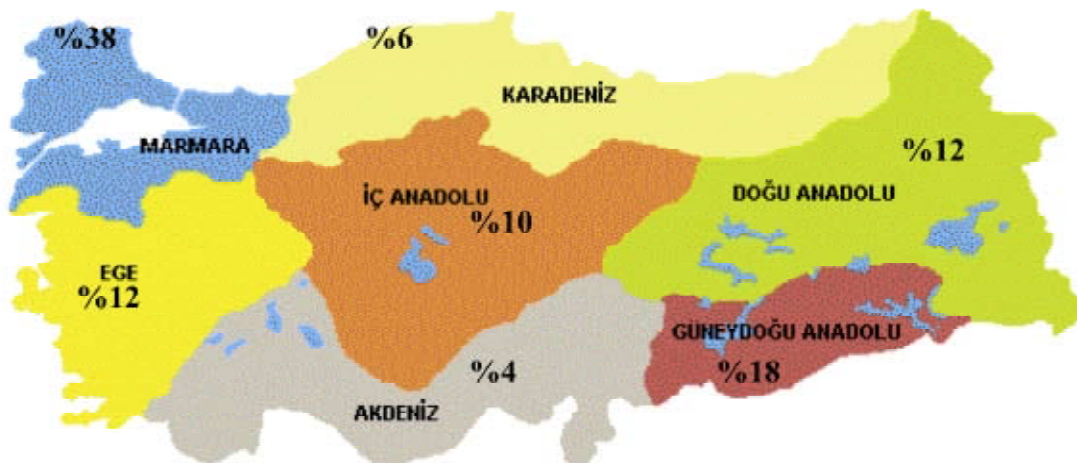 %38
%6
KARADENİZ
MARMARA
%12
İÇ ANADOLU
%10
DOĞU ANADOLU
EGE
%12
GÜNEYDOĞU ANADOLU
%18
%4
AKDENİZ